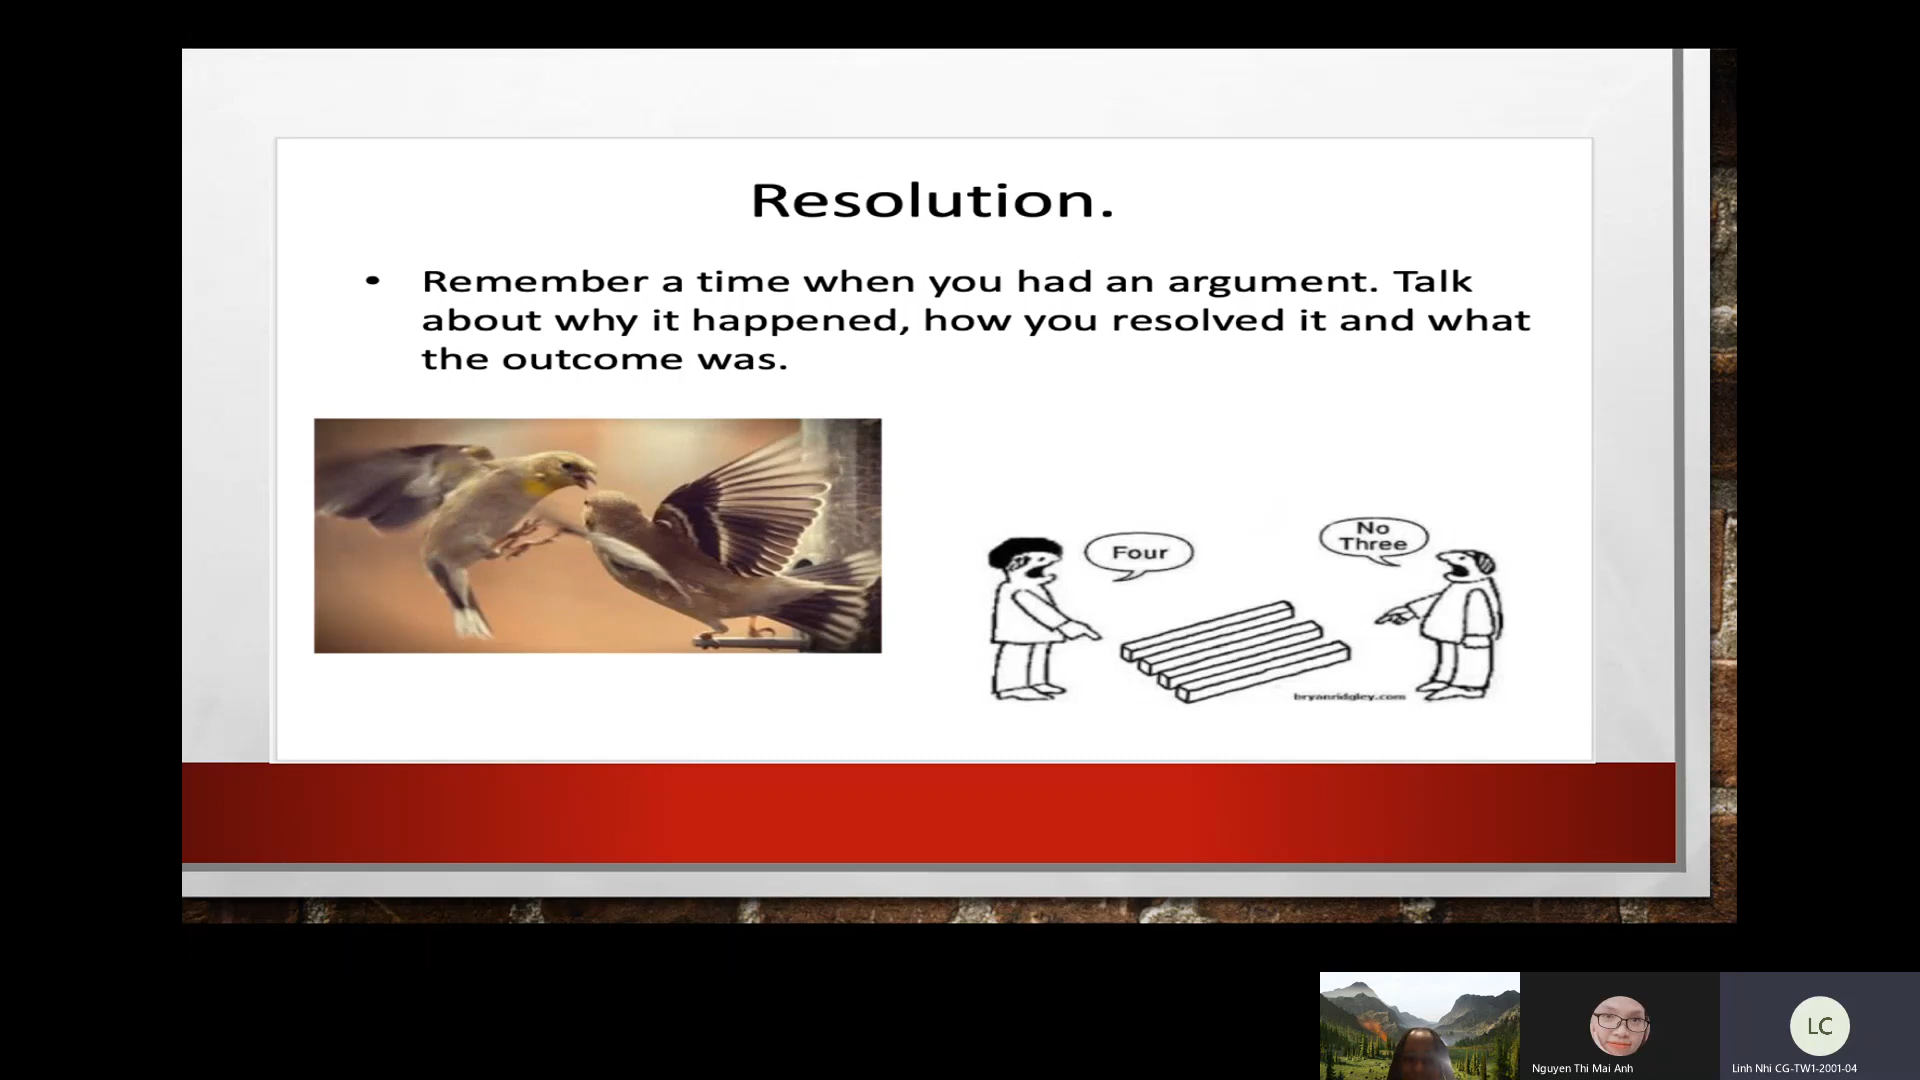 Resolution.
• Remember a time when you had an argument. Talk
about why it happened, how you resolved it and what
the outcome was.
Four
No
Three
bryanridgley.com
Nguyen Thi Mai Anh
LC
Linh Nhi CG-TW1-2001-04